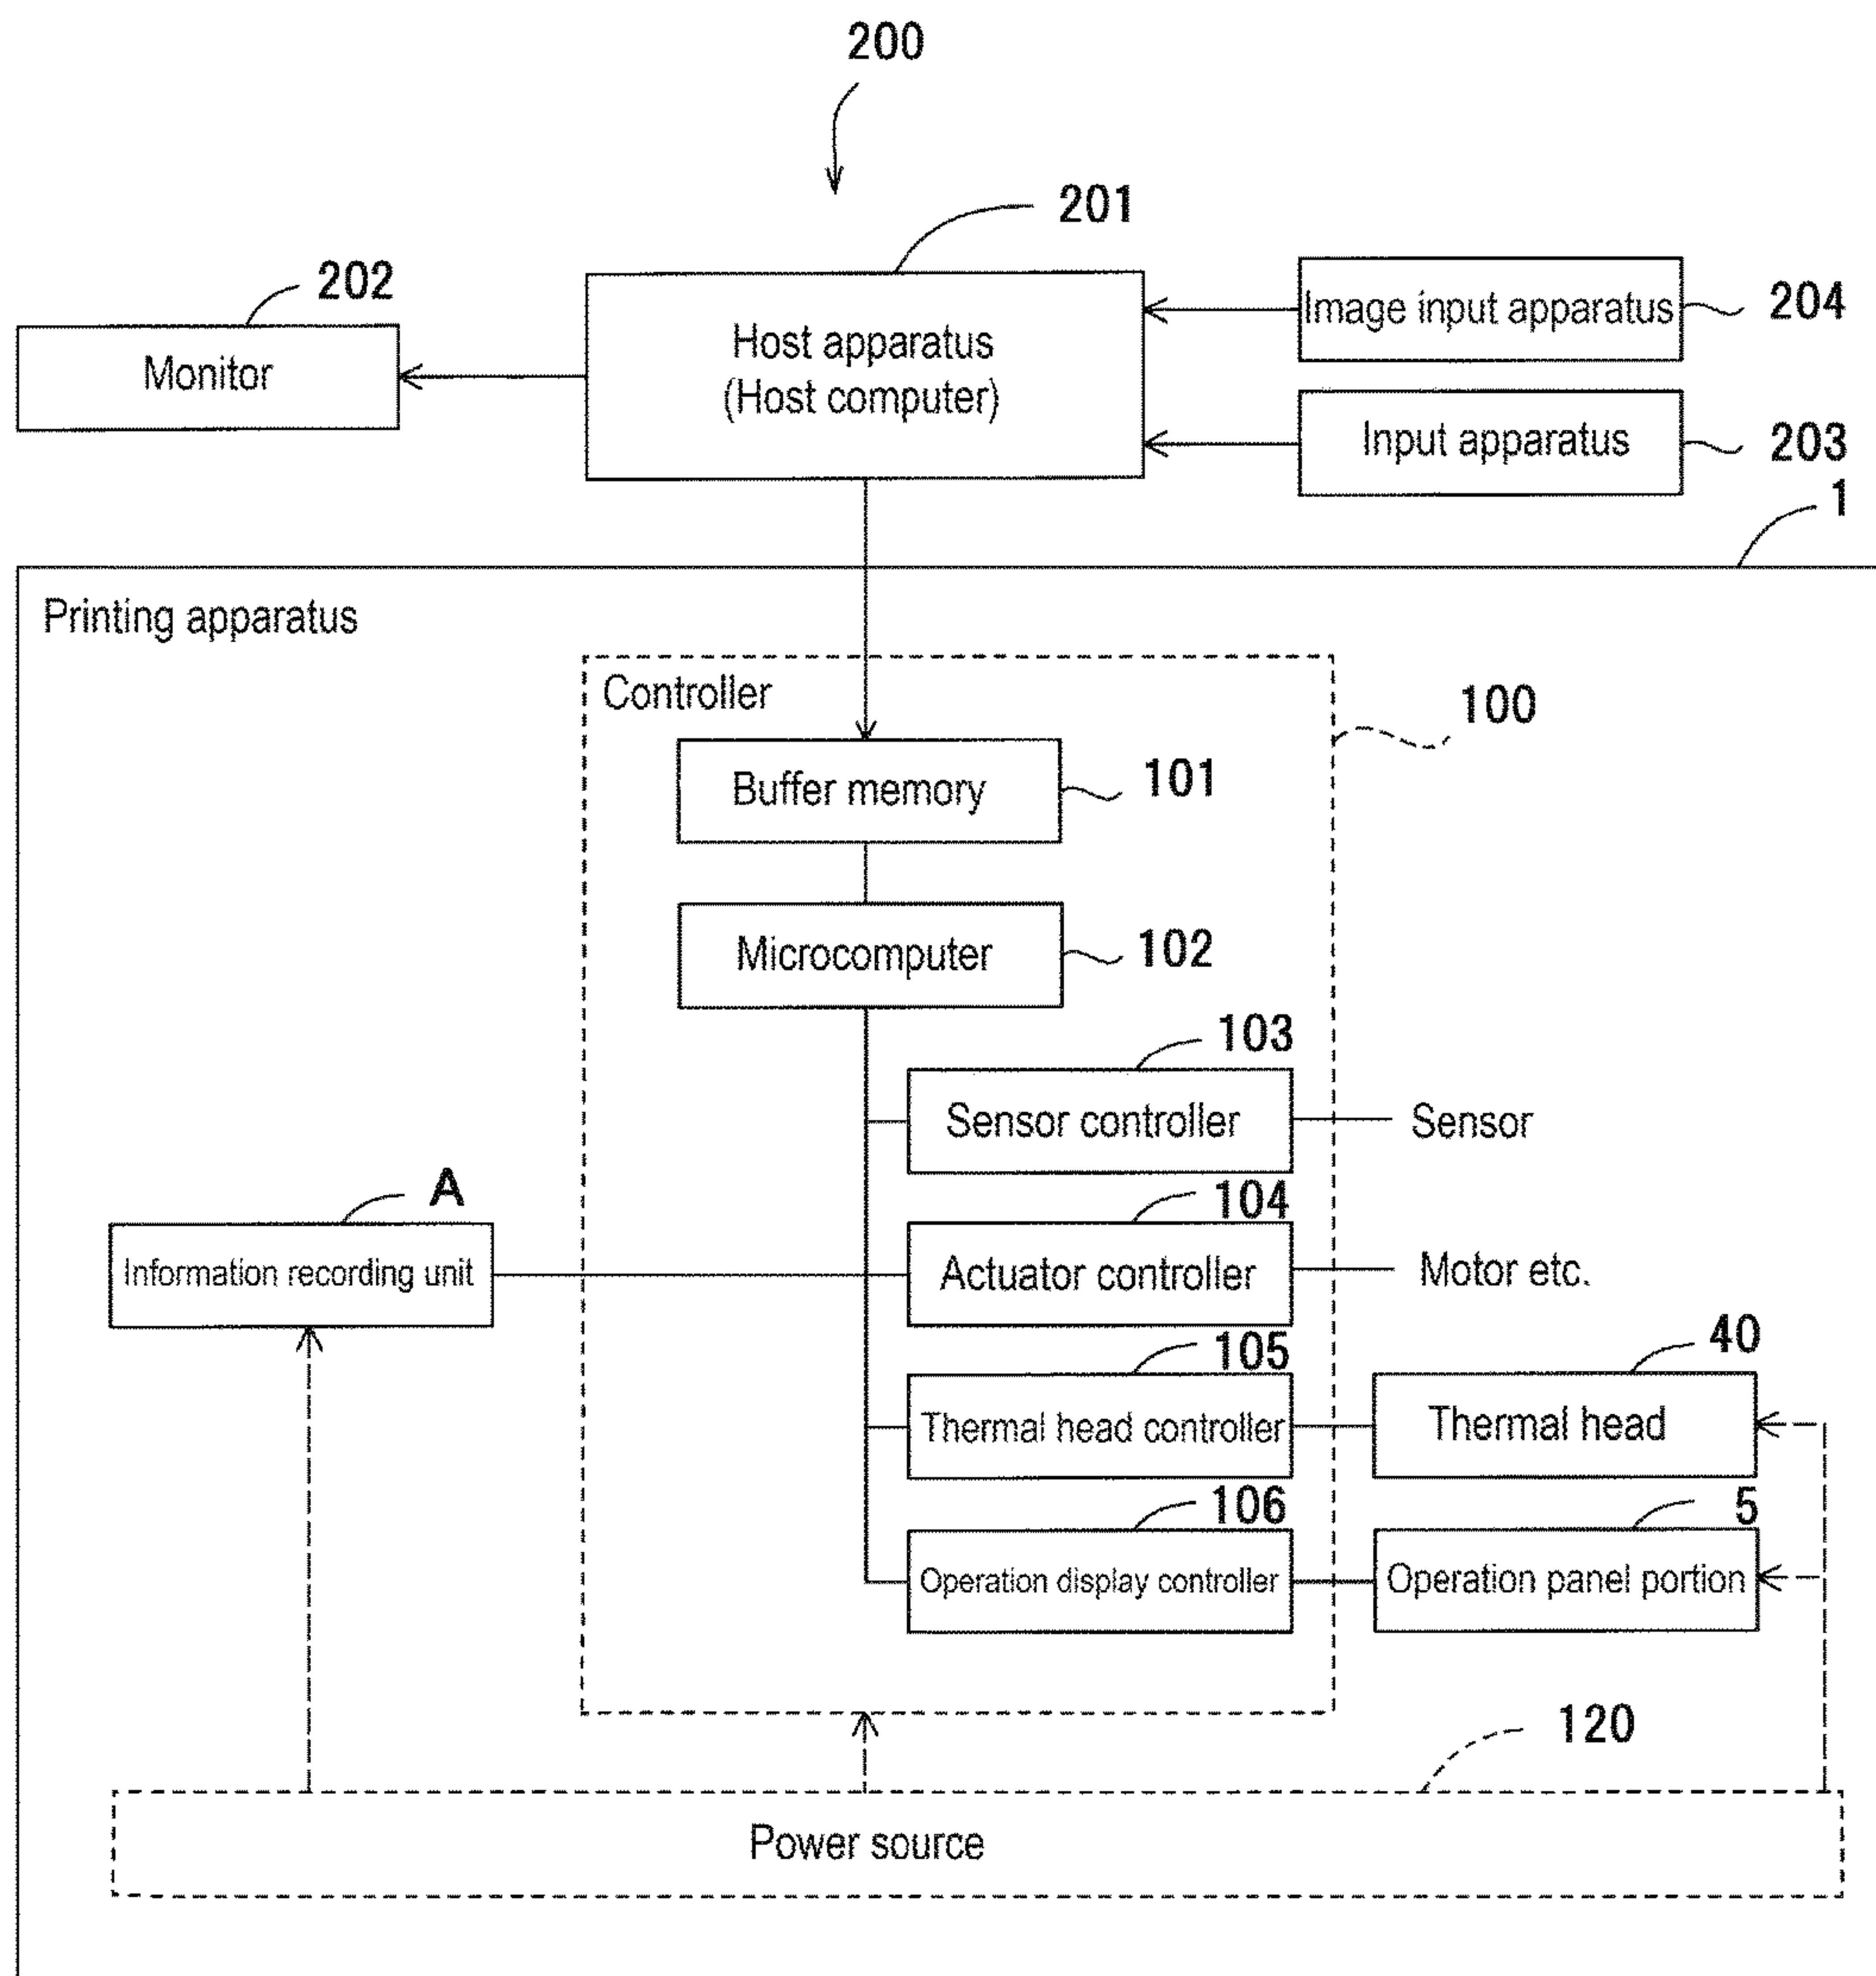 200
201
202
Monitor
Host apparatus
(Host computer)
Image input apparatus
204
Input apparatus
203
1
Printing apparatus
Controller
100
Buffer memory
101
Microcomputer
102
103
Sensor controller
Sensor
A
Information recording unit
104
Actuator controller
Motor etc.
105
Thermal head controller
40
Thermal head
106
Operation display controller
5
Operation panel portion
120
Power source